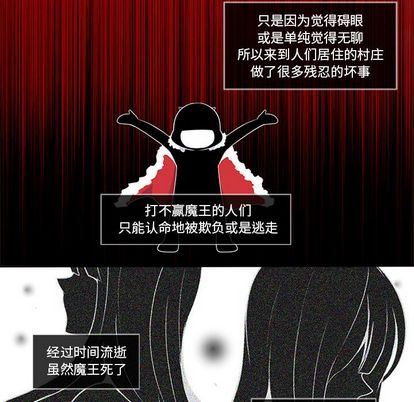 只是因为觉得碍眼
或是单纯觉得无聊
所以来到人们居住的村庄
做了很多残忍的坏事
打不赢魔王的人们
只能认命地被欺负或是逃走
经过时间流逝
虽然魔王死了